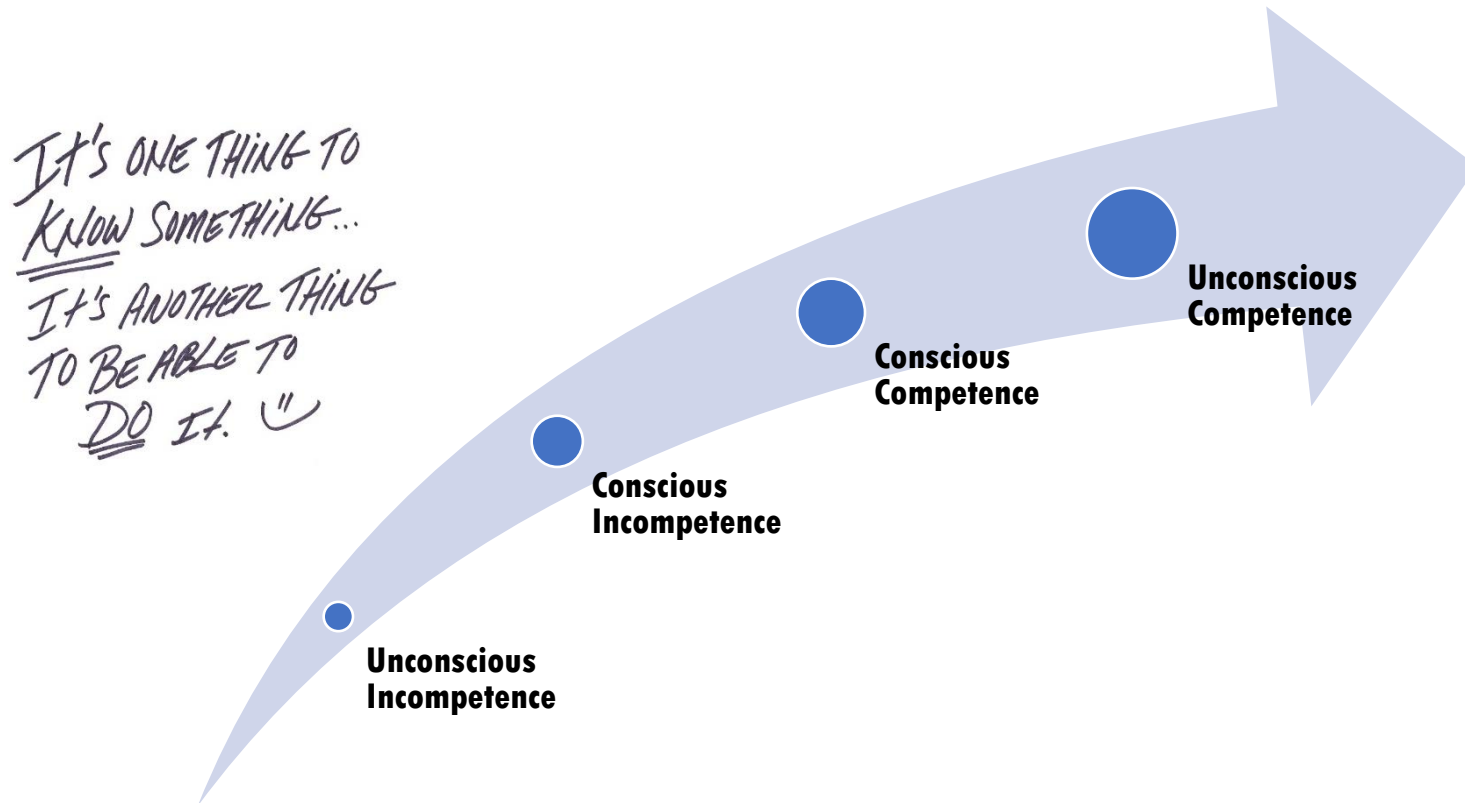 It's ONE THING TO
KNOW SOMETHING...
It's ANOTHER THING
TO BE ABLE TO
DO It.
Unconscious
Competence
Conscious
Competence
Conscious
Incompetence
Unconscious
Incompetence